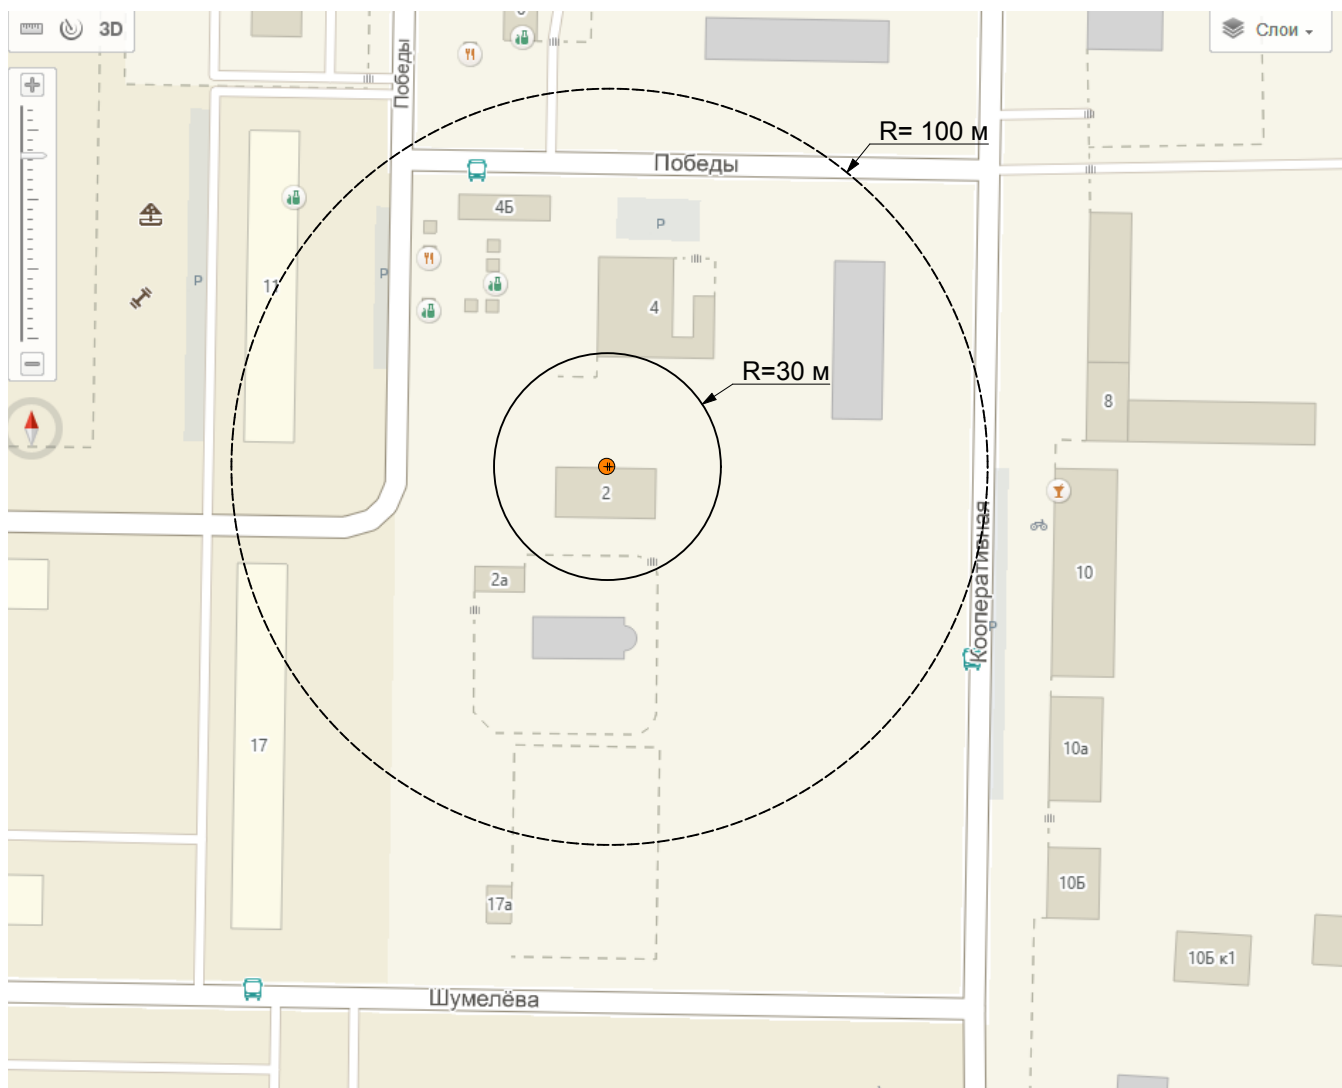 3D
Слои
Победы
R= 100 м
Победы
4Б
P
P
P
11
4
R=30 м
8
2
Кооперативная
2а
10
P
17
10а
10Б
17а
10Б к1
Шумелёва